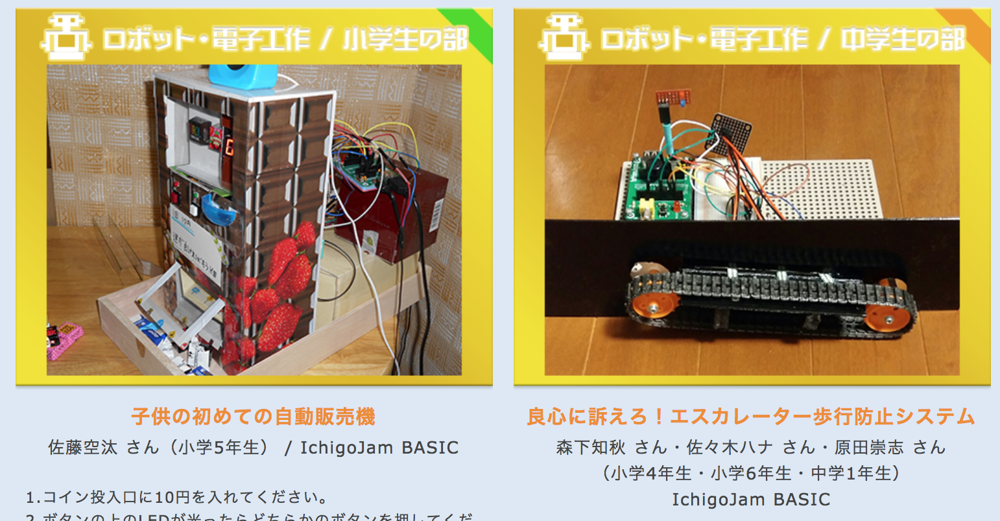 ロボット・電子工作 / 小学生の部
子供の初めての自動販売機
佐藤空汰 さん（小学5年生） / IchigoJam BASIC
1.コイン投入口に10円を入れてください。
2.ボタンの上のLEDが光ったらどちらかのボタンを押してくだ
ロボット・電子工作 / 中学生の部
良心に訴えろ！エスカレーター歩行防止システム
森下知秋 さん・佐々木ハナ さん・原田崇志 さん
（小学4年生・小学6年生・中学1年生）
IchigoJam BASIC